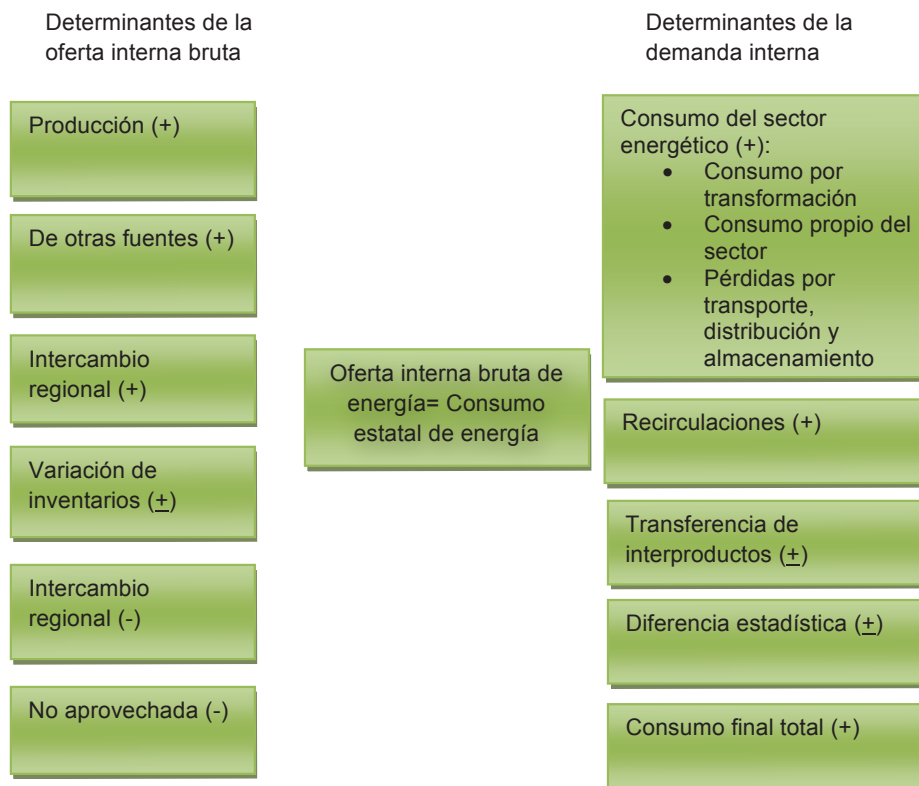 Determinantes de la
oferta interna bruta
Producción (+)
De otras fuentes (+)
Intercambio
regional (+)
Variación de
inventarios (±)
Intercambio
regional (-)
No aprovechada (-)
Oferta interna bruta de
energía= Consumo
estatal de energía
Determinantes de la
demanda interna
Consumo del sector
energético (+):
• Consumo por
transformación
• Consumo propio del
sector
• Pérdidas por
transporte,
distribución y
almacenamiento
Recirculaciones (+)
Transferencia de
interproductos (±)
Diferencia estadística (±)
Consumo final total (+)